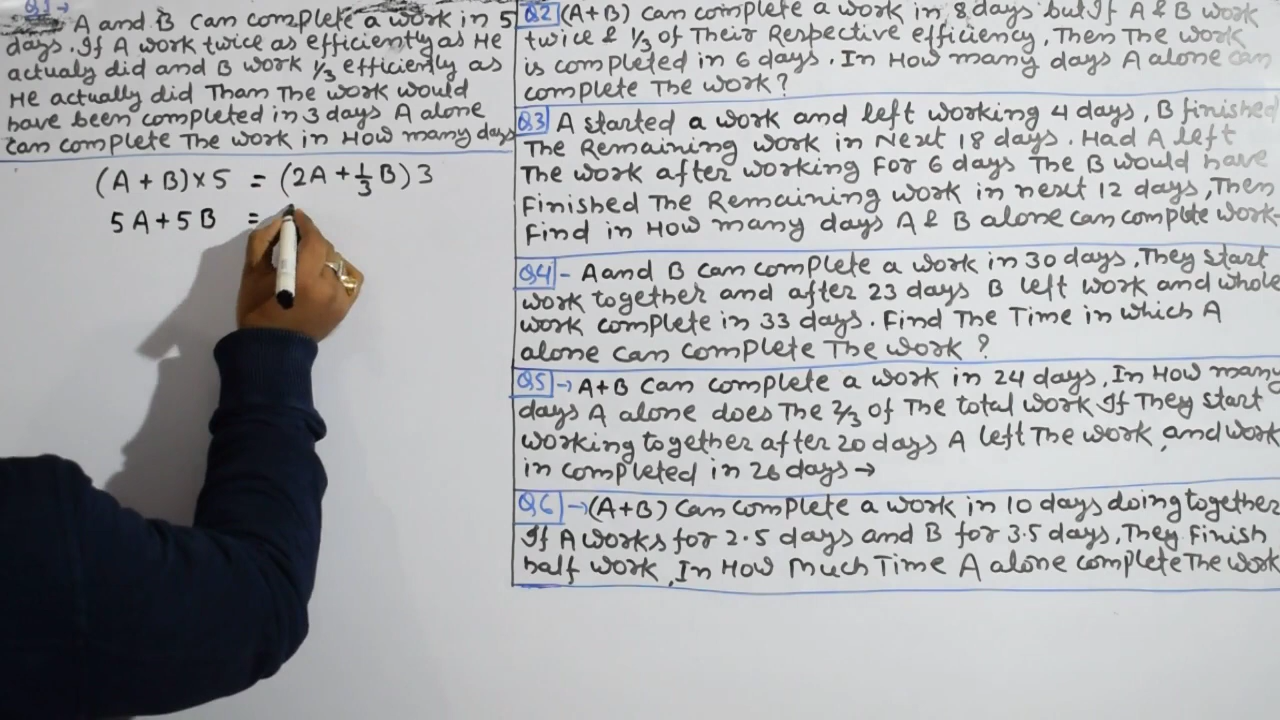 Q1→
A and B Can complete a work in 5
days. If A work twice as efficiently as He
actualy did and B work 1/3 efficiently as
He actually did Than The work would
have been completed in 3 days A alone
Can complete The work in How many days
(A + B)×5 = (2A + 1/3 B) 3
5A+5B =
Q2 (A+B) Can complete a work in 8 days but If A & B work
twice & 1/3 of Their Respective efficiency, Then The work
is completed in 6 days. In How many days A alone can
complete The work?
Q3 A started a work and left working 4 days, B finished
The Remaining work in Next 18 days. Had A left
The work after working For 6 days The B would have
Finished The Remaining work in next 12 days, Then
Find in How many days A & B alone can complete work
Q4 - A and B can complete a work in 30 days, They start
work together and after 23 days B left work and whole
work complete in 33 days. Find The Time in which A
alone can complete The work?
Q5 → A+B can complete a work in 24 days, In How many
days A alone does The 2/3 of The total work If They start
working together after 20 days A left The work, and work
in completed in 26 days →
Q6 → (A+B) Can complete a work in 10 days doing together
If A works for 2.5 days and B for 3.5 days, They Finish
half work, In How Much Time A alone complete The work